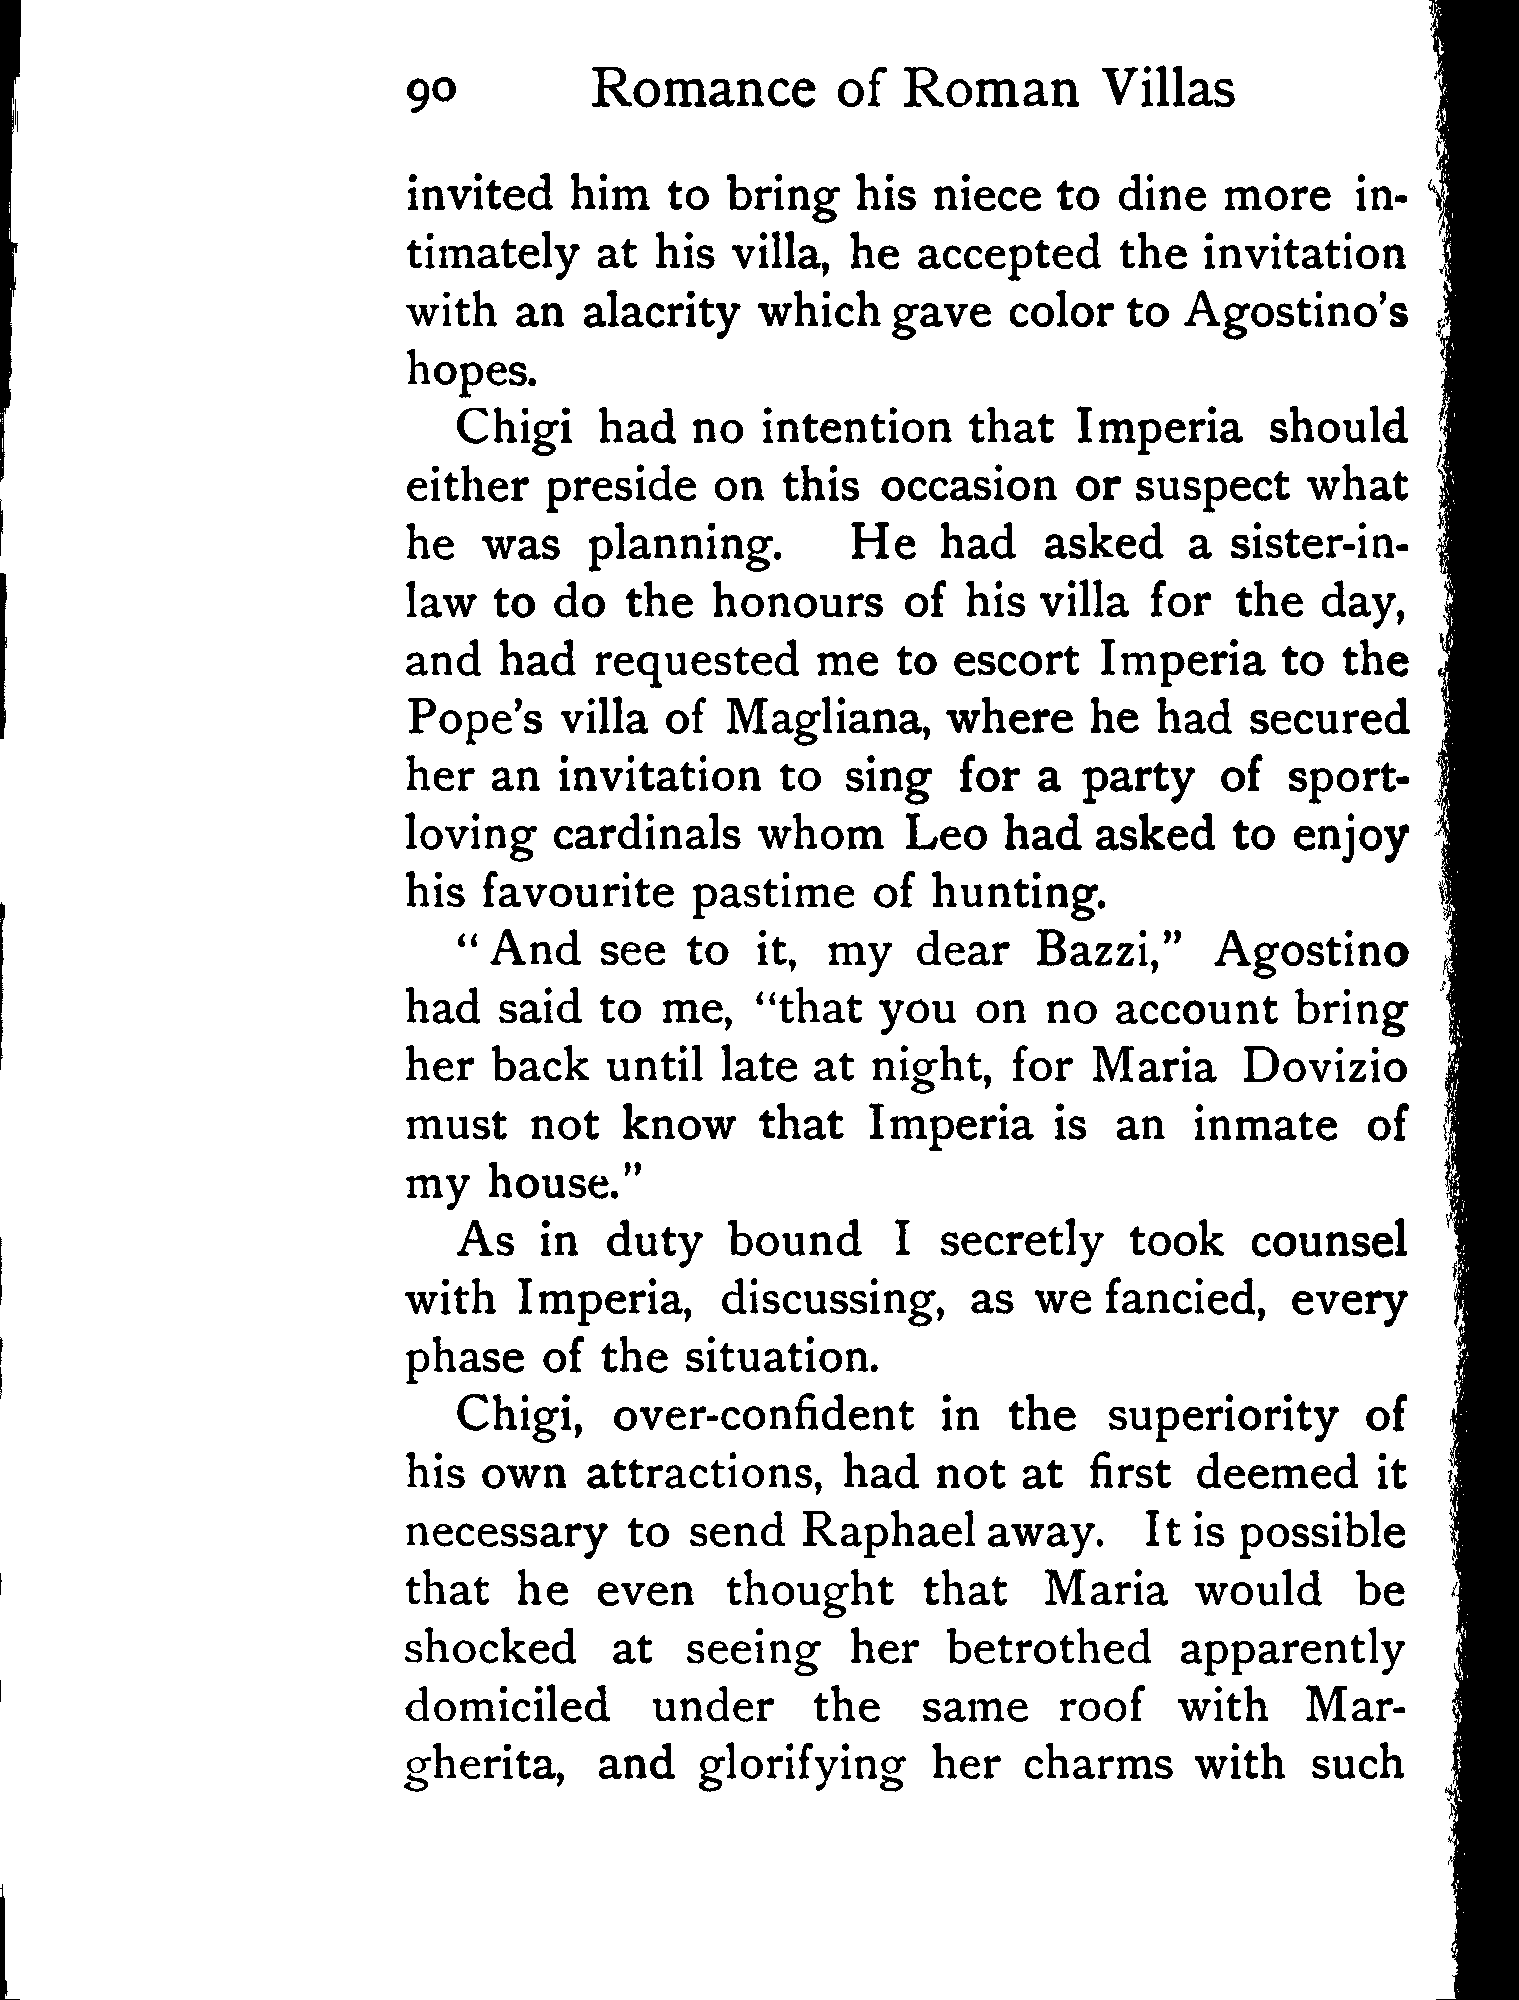 90 Romance of Roman Villas
invited him to bring his niece to dine more in-
timately at his villa, he accepted the invitation
with an alacrity which gave color to Agostino's
hopes.
Chigi had no intention that Imperia should
either preside on this occasion or suspect what
he was planning. He had asked a sister-in-
law to do the honours of his villa for the day,
and had requested me to escort Imperia to the
Pope's villa of Magliana, where he had secured
her an invitation to sing for a party of sport-
loving cardinals whom Leo had asked to enjoy
his favourite pastime of hunting.
"And see to it, my dear Bazzi," Agostino
had said to me, "that you on no account bring
her back until late at night, for Maria Dovizio
must not know that Imperia is an inmate of
my house."
As in duty bound I secretly took counsel
with Imperia, discussing, as we fancied, every
phase of the situation.
Chigi, over-confident in the superiority of
his own attractions, had not at first deemed it
necessary to send Raphael away. It is possible
that he even thought that Maria would be
shocked at seeing her betrothed apparently
domiciled under the same roof with Mar-
gherita, and glorifying her charms with such